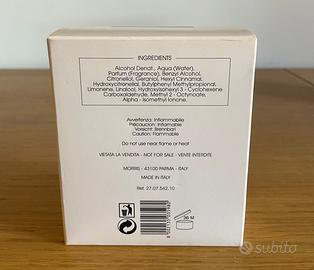 INGREDIENTS
Alcohol Denat., Aqua (Water),
Parfum (Fragrance), Benzyl Alcohol,
Citronellol, Geraniol, Hexyl Cinnamal,
Hydroxycitronellal, Butylphenyl Methylpropional,
Limonene, Linalool, Hydroxyisohexyl 3 - Cyclohexene
Carboxaldehyde, Methyl 2 - Octynoate,
Alpha - Isomethyl Ionone.
Avvertenza: Infiammabile
Precaucion: Inflamable
Vorsicht: Brennbar!
Caution: Flammable
Do not use near flame or heat
VIETATA LA VENDITA - NOT FOR SALE - VENTE INTERDITE
MORRIS - 43100 PARMA - ITALY
MADE IN ITALY
Ref. 27.07.542.10
36 M
subito